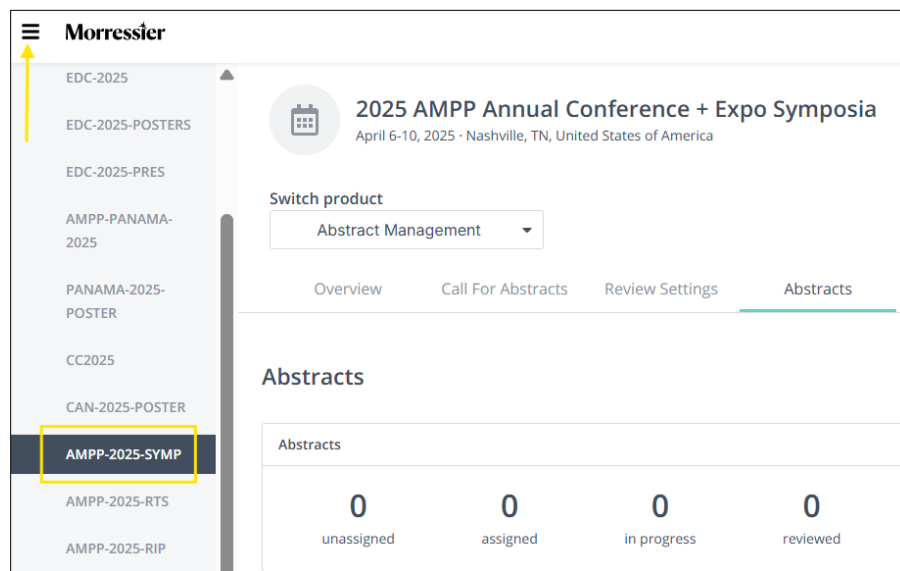 Morressier
EDC-2025
EDC-2025-POSTERS
EDC-2025-PRES
AMPP-PANAMA-
2025
PANAMA-2025-
POSTER
CC2025
CAN-2025-POSTER
AMPP-2025-SYMP
AMPP-2025-RTS
AMPP-2025-RIP
2025 AMPP Annual Conference + Expo Symposia
April 6-10, 2025 · Nashville, TN, United States of America
Switch product
Abstract Management
Overview Call For Abstracts Review Settings Abstracts
Abstracts
Abstracts
0 0 0 0
unassigned assigned in progress reviewed